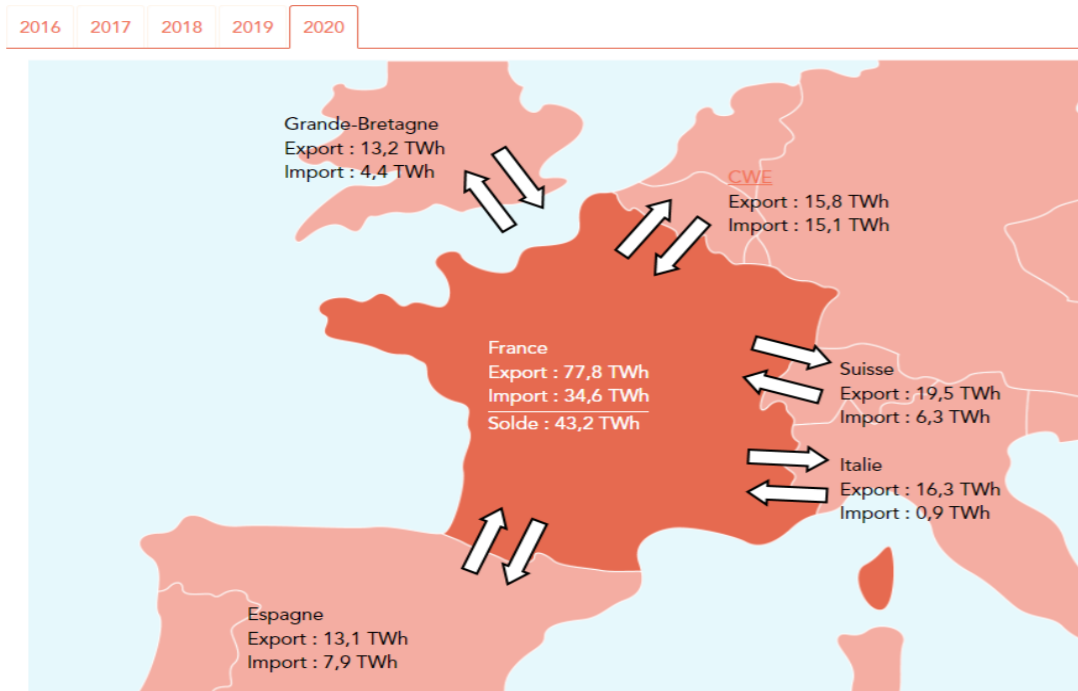 2016
2017
2018
2019
2020
Grande-Bretagne
Export : 13,2 TWh
Import : 4,4 TWh
CWE
Export : 15,8 TWh
Import : 15,1 TWh
France
Export : 77,8 TWh
Import : 34,6 TWh
Solde : 43,2 TWh
Suisse
Export : 19,5 TWh
Import : 6,3 TWh
Italie
Export : 16,3 TWh
Import : 0,9 TWh
Espagne
Export : 13,1 TWh
Import : 7,9 TWh